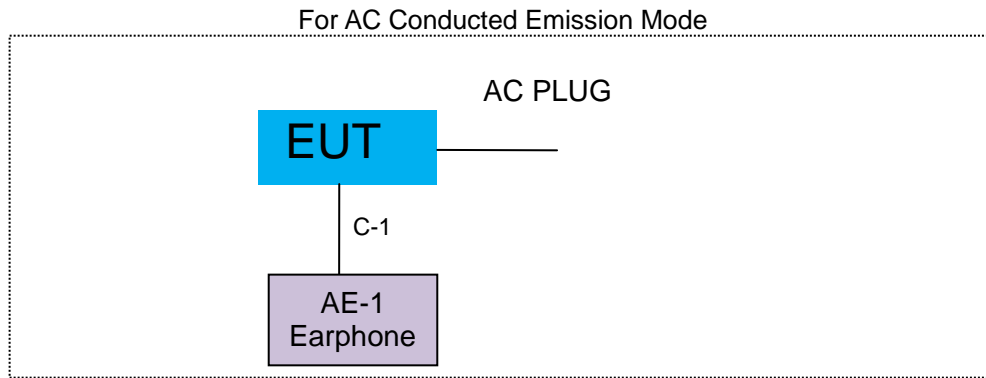 For AC Conducted Emission Mode
AC PLUG
EUT
C-1
AE-1
Earphone